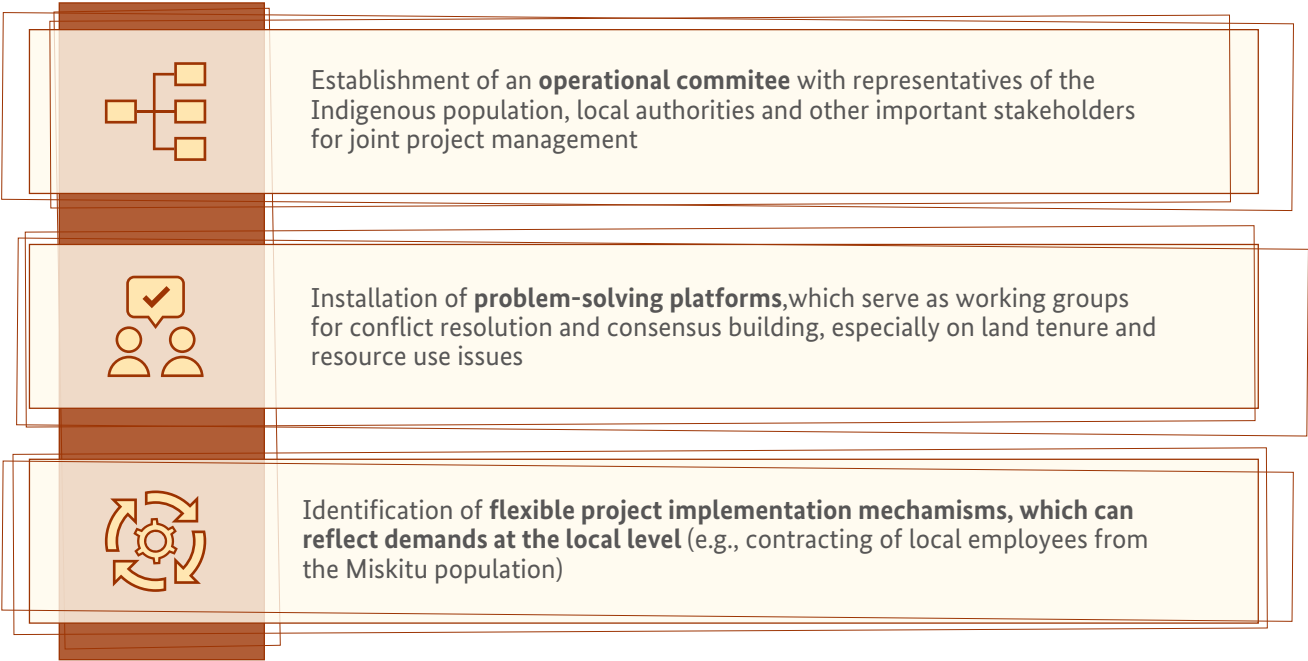 Establishment of an operational commitee with representatives of the
Indigenous population, local authorities and other important stakeholders
for joint project management
Installation of problem-solving platforms,which serve as working groups
for conflict resolution and consensus building, especially on land tenure and
resource use issues
Identification of flexible project implementation mechamisms, which can
reflect demands at the local level (e.g., contracting of local employees from
the Miskitu population)